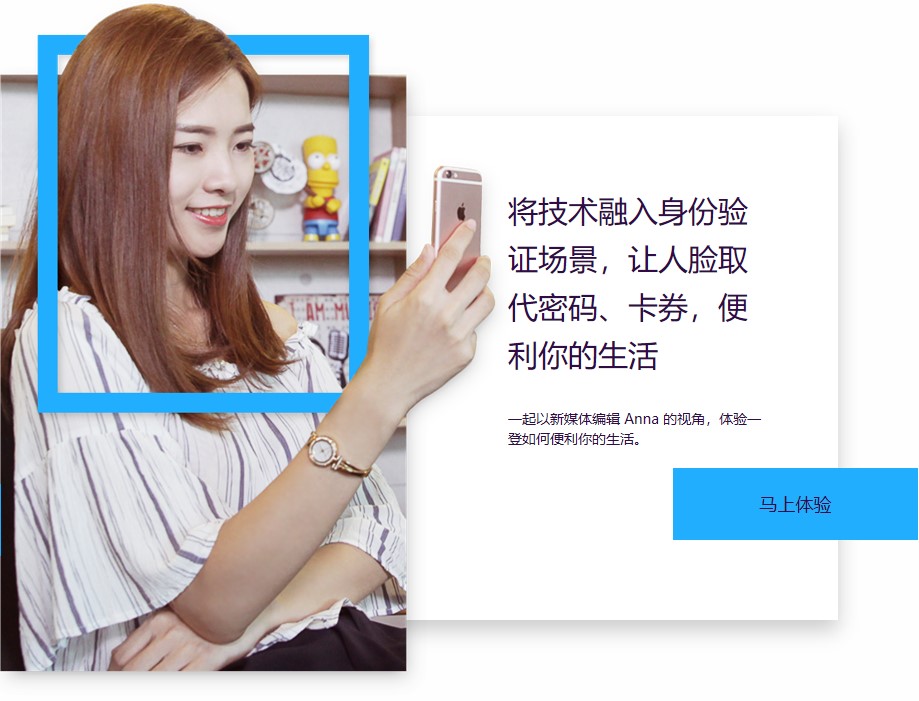 将技术融入身份验
证场景，让人脸取
代密码、卡券，便
利你的生活
一起以新媒体编辑 Anna 的视角，体验一
登如何便利你的生活。
马上体验